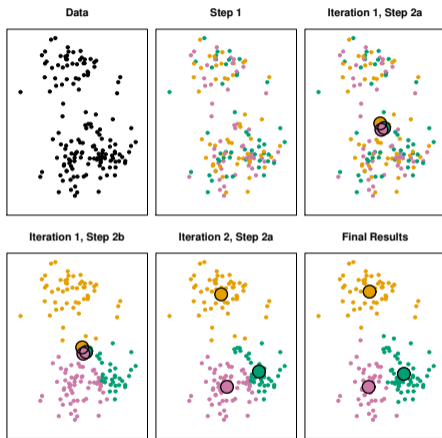 Data
Step 1
Iteration 1, Step 2a
Iteration 1, Step 2b
Iteration 2, Step 2a
Final Results